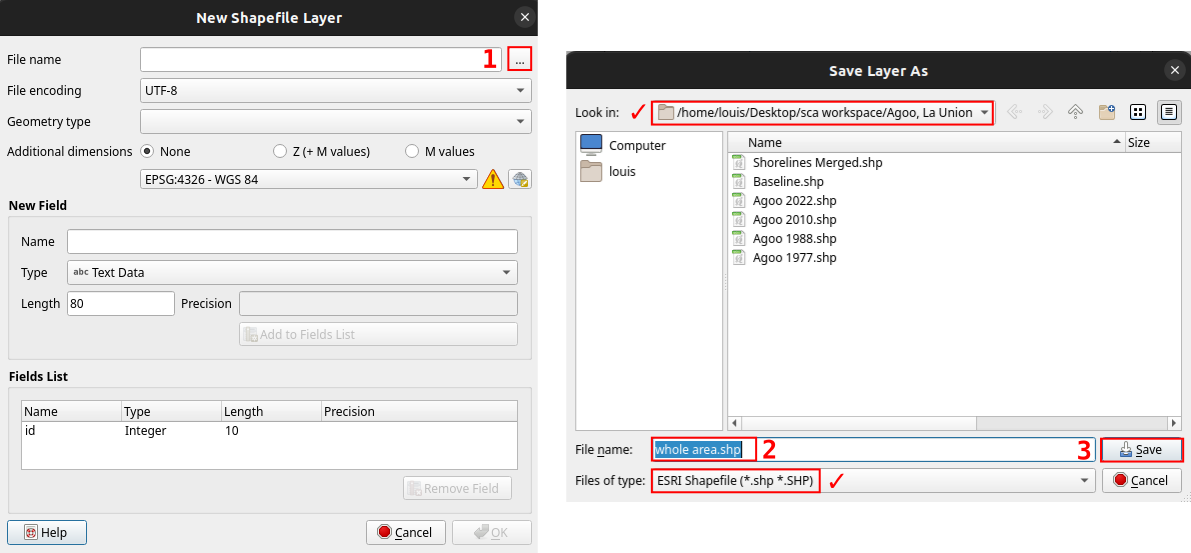 New Shapefile Layer
File name 1 ...
File encoding UTF-8
Geometry type
Additional dimensions None Z (+ M values) M values
EPSG:4326 - WGS 84
New Field
Name
Type abc Text Data
Length 80 Precision
Add to Fields List
Fields List
Name Type Length Precision
id Integer 10
Remove Field
Help Cancel OK
Save Layer As
Look in: ✓ /home/louis/Desktop/sca workspace/Agoo, La Union
Computer
louis
Name Size
Shorelines Merged.shp
Baseline.shp
Agoo 2022.shp
Agoo 2010.shp
Agoo 1988.shp
Agoo 1977.shp
File name: whole area.shp 2 3 Save
Files of type: ESRI Shapefile (*.shp *.SHP) ✓ Cancel